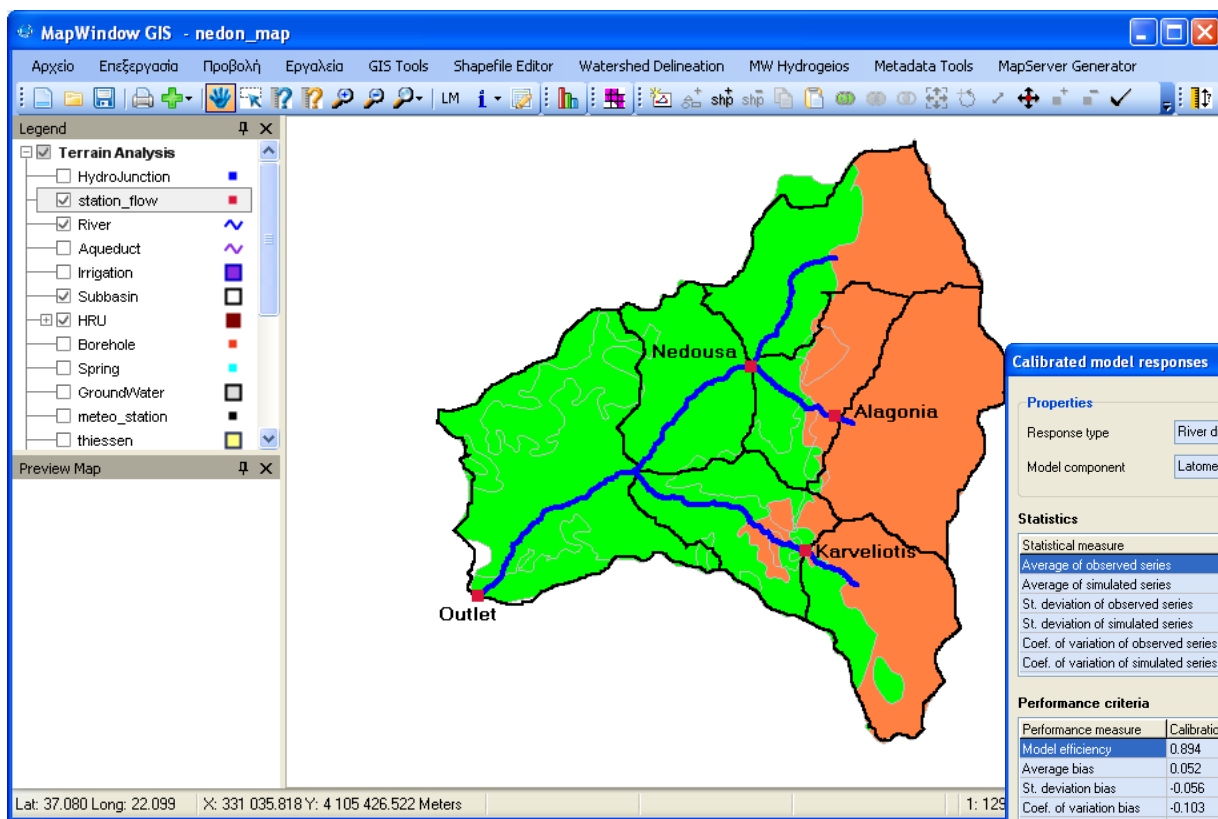 MapWindow GIS - nedon_map
Αρχείο Επεξεργασία Προβολή Εργαλεία GIS Tools Shapefile Editor Watershed Delineation MW Hydrogeios Metadata Tools MapServer Generator
LM i shp shp
Legend
Terrain Analysis
HydroJunction
station_flow
River
Aqueduct
Irrigation
Subbasin
HRU
Borehole
Spring
GroundWater
meteo_station
thiessen
Preview Map
Nedousa
Alagonia
Karveliotis
Outlet
Calibrated model responses
Properties
Response type River d
Model component Latome
Statistics
Statistical measure
Average of observed series
Average of simulated series
St. deviation of observed series
St. deviation of simulated series
Coef. of variation of observed series
Coef. of variation of simulated series
Performance criteria
Performance measure Calibratio
Model efficiency 0.894
Average bias 0.052
St. deviation bias -0.056
Coef. of variation bias -0.103
Lat: 37.080 Long: 22.099 X: 331 035.818 Y: 4 105 426.522 Meters 1: 129